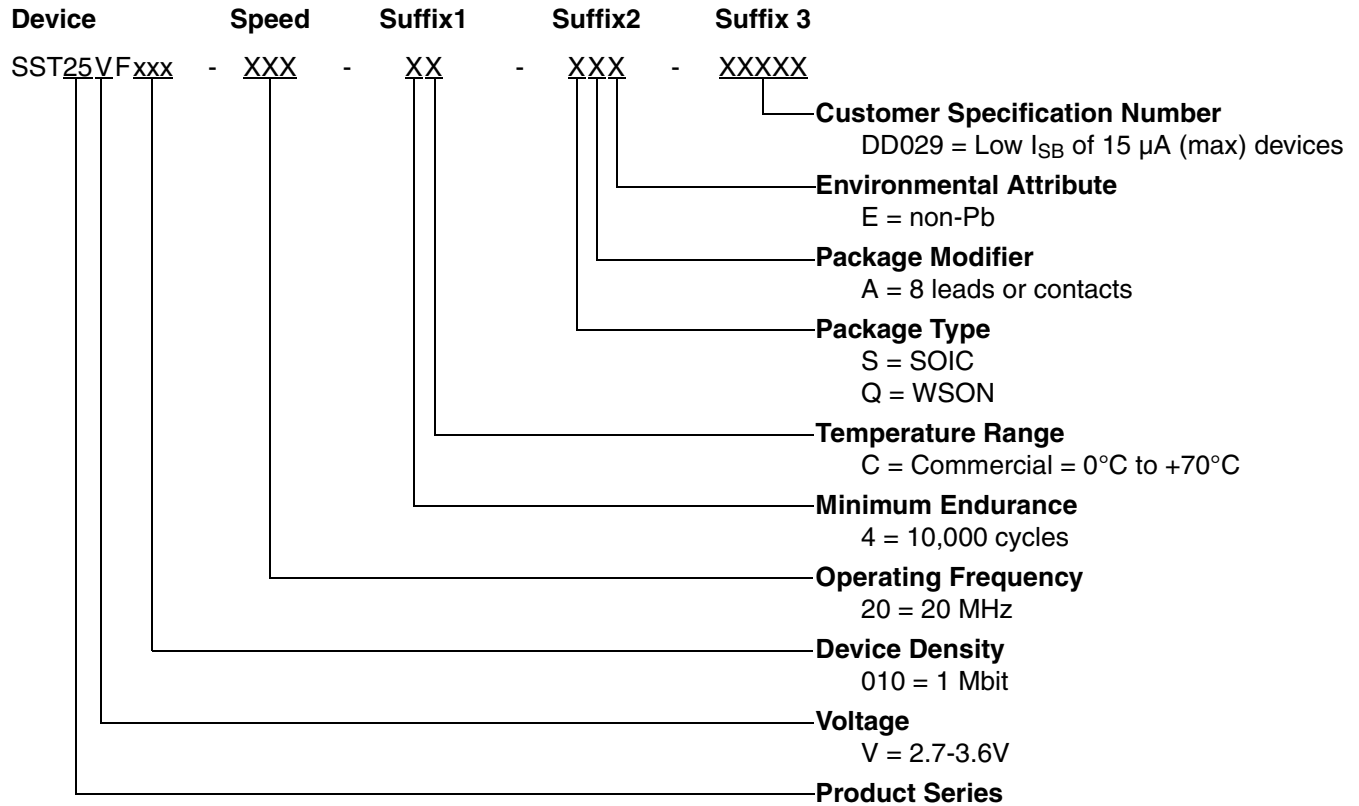 Device Speed Suffix1 Suffix2 Suffix 3
SST25VFxxx - XXX - XX - XXX - XXXXX
Customer Specification Number
DD029 = Low ISB of 15 µA (max) devices
Environmental Attribute
E = non-Pb
Package Modifier
A = 8 leads or contacts
Package Type
S = SOIC
Q = WSON
Temperature Range
C = Commercial = 0°C to +70°C
Minimum Endurance
4 = 10,000 cycles
Operating Frequency
20 = 20 MHz
Device Density
010 = 1 Mbit
Voltage
V = 2.7-3.6V
Product Series